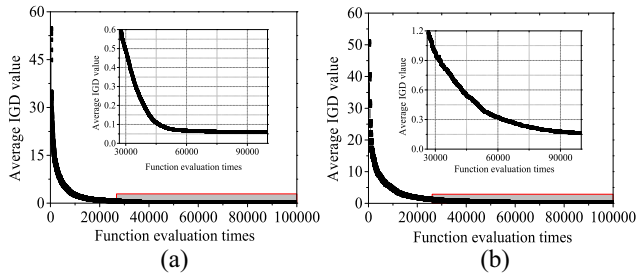 60
45
30
15
0
Average IGD value
0.6
0.5
0.4
0.3
0.2
0.1
0.0
Average IGD value
30000 60000 90000
Function evaluation times
0 20000 40000 60000 80000 100000
Function evaluation times
(a)
60
50
40
30
20
10
0
Average IGD value
1.2
0.9
0.6
0.3
0.0
Average IGD vlaue
30000 60000 90000
Function evaluation times
0 20000 40000 60000 80000 100000
Function evaluation times
(b)